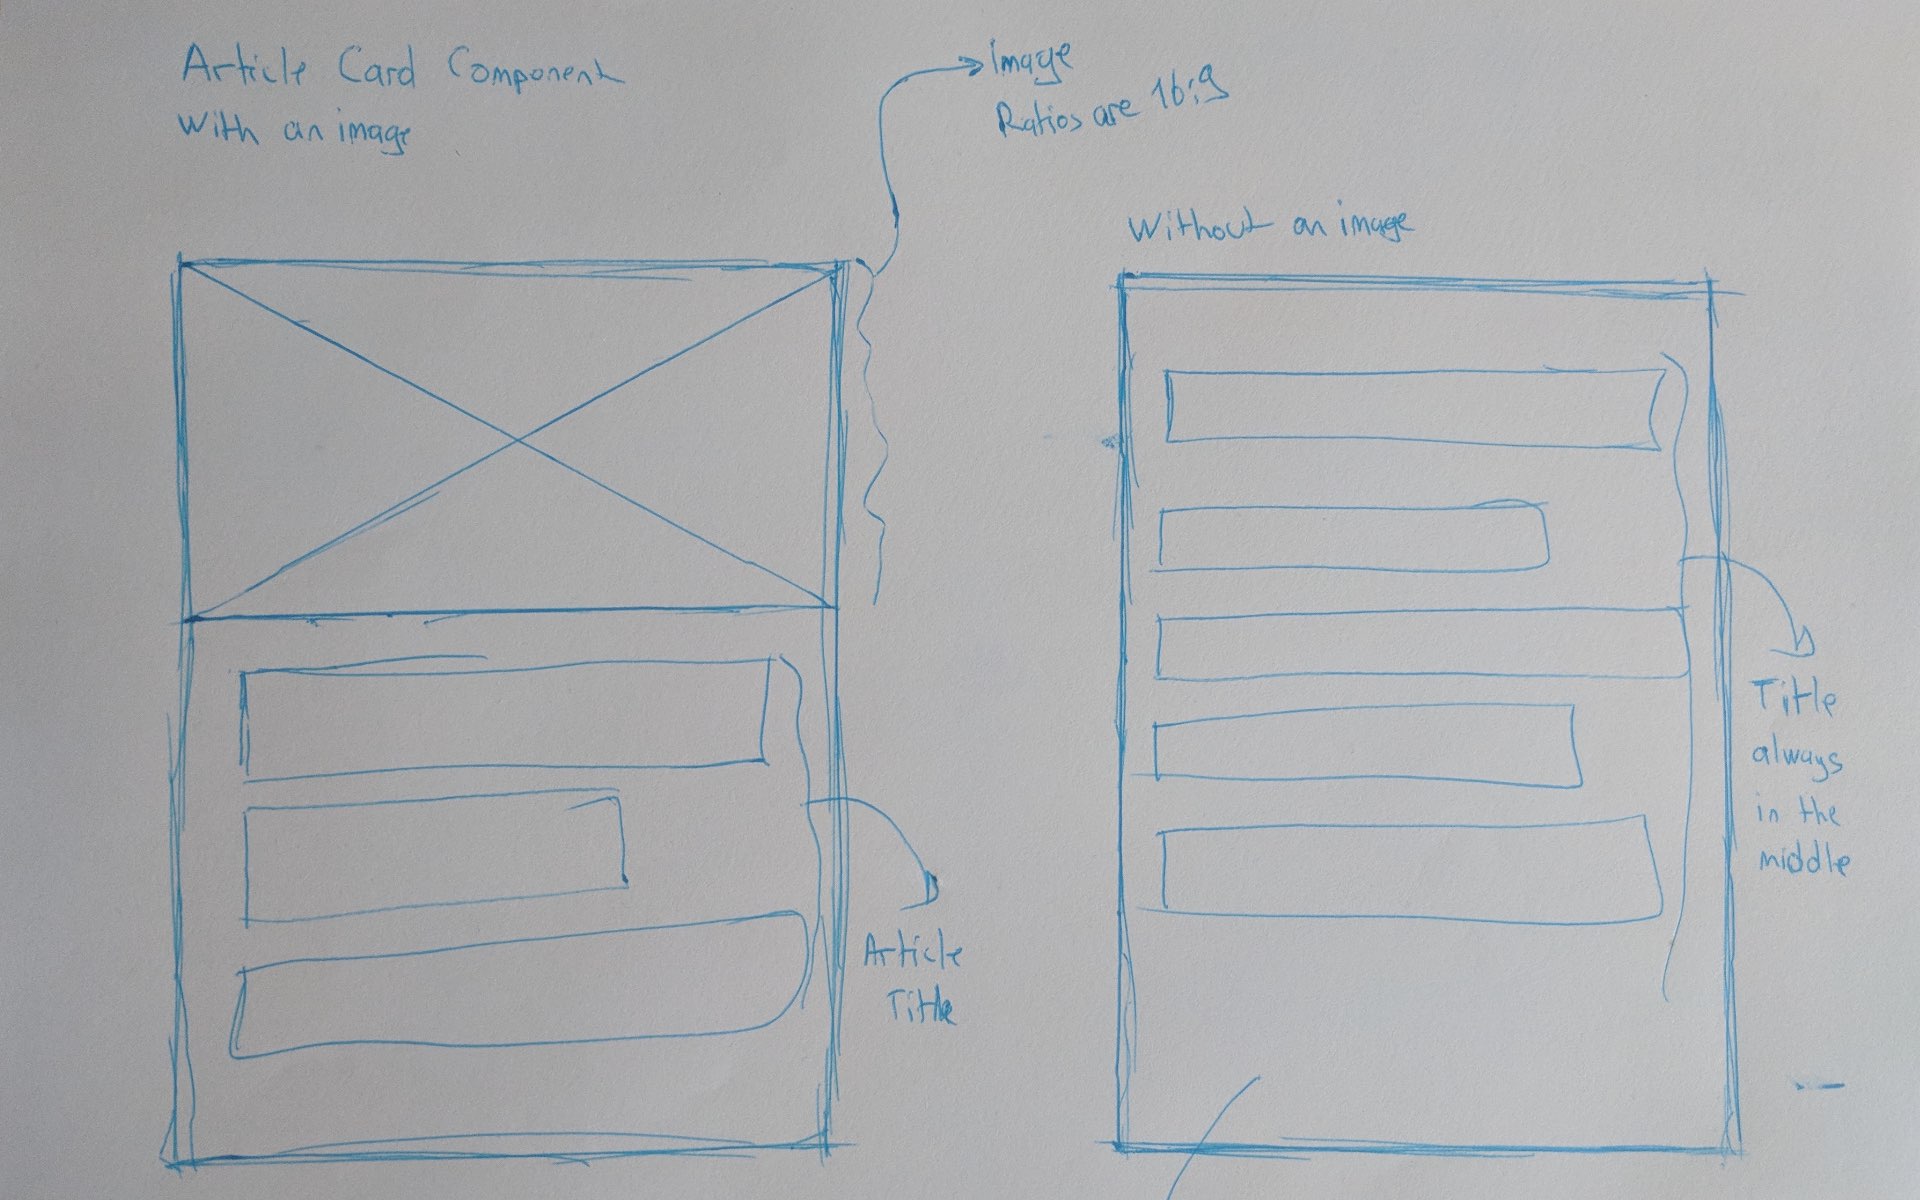 Article Card Component
With an image
Image
Ratios are 16:9
Without an image
Title
always
in the
middle
Article
Title